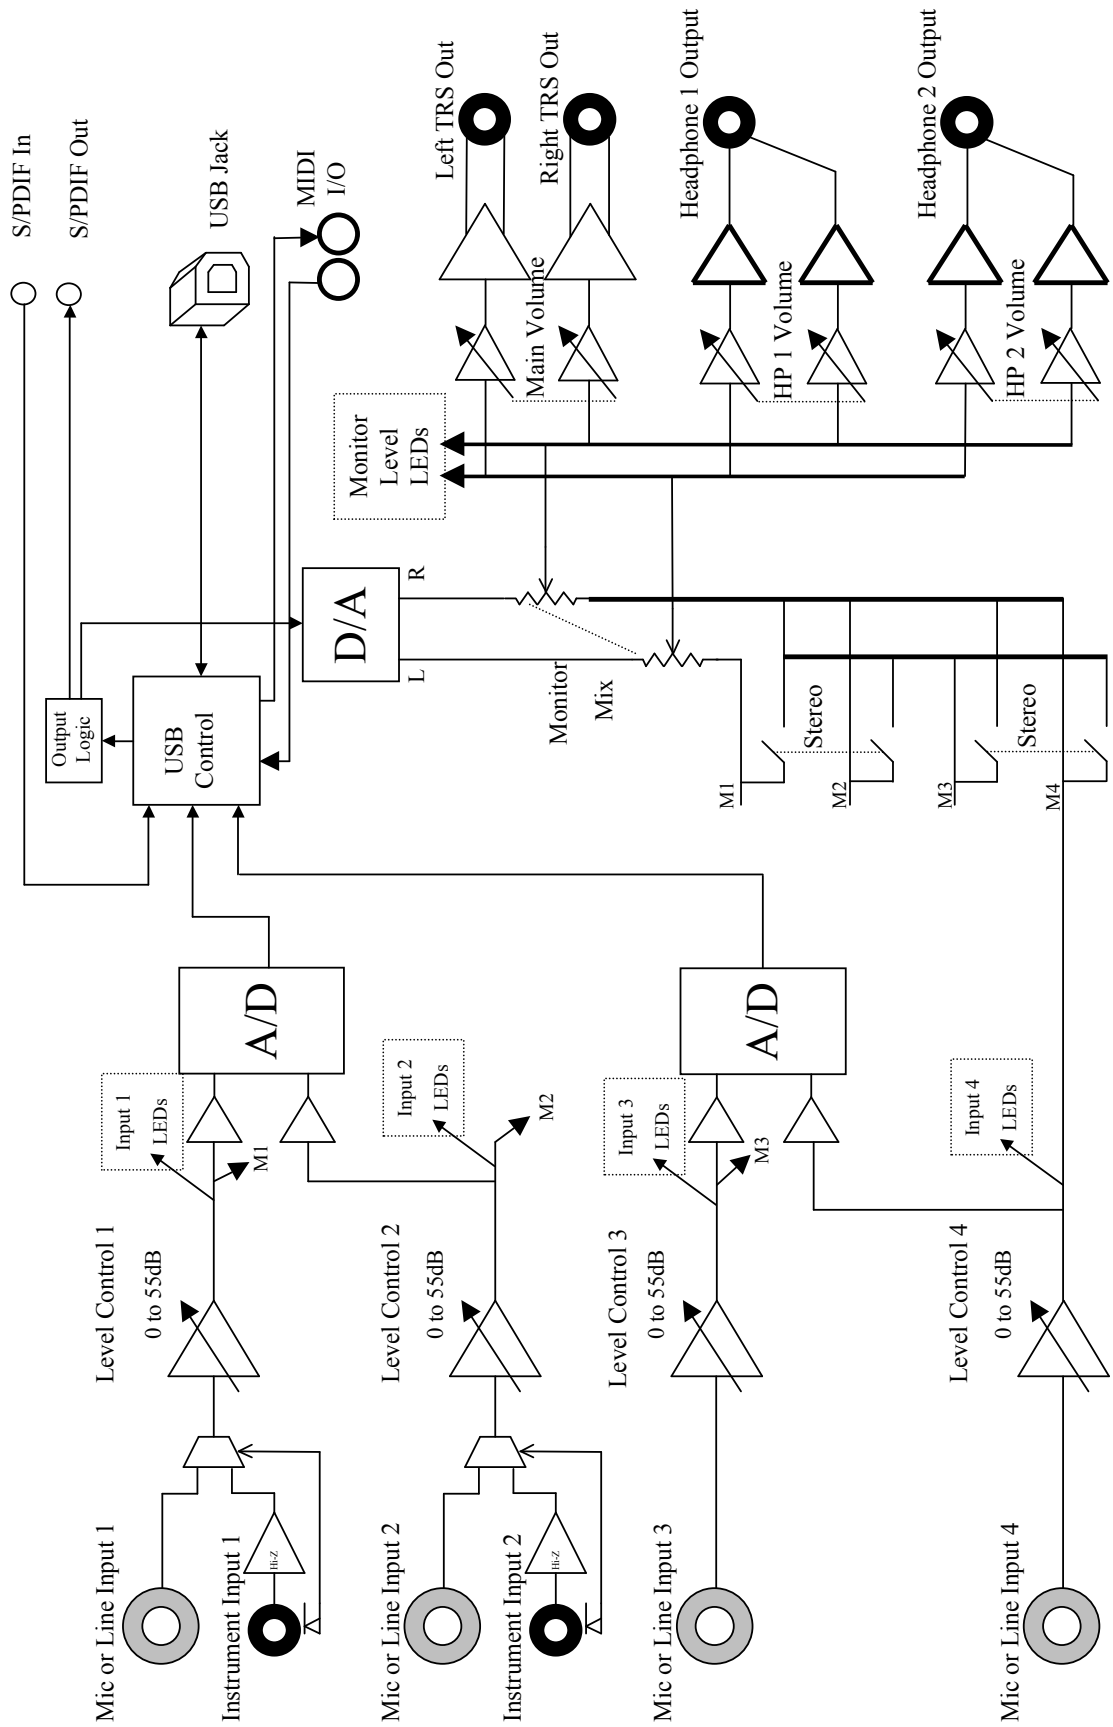 Mic or Line Input 1
Instrument Input 1
Hi-Z
Level Control 1
0 to 55dB
Input 1
LEDs
M1
A/D
Mic or Line Input 2
Instrument Input 2
Hi-Z
Level Control 2
0 to 55dB
Input 2
LEDs
M2
Mic or Line Input 3
Level Control 3
0 to 55dB
Input 3
LEDs
M3
A/D
Mic or Line Input 4
Level Control 4
0 to 55dB
Input 4
LEDs
S/PDIF In
S/PDIF Out
USB Jack
MIDI
I/O
Output
Logic
USB
Control
D/A
L
R
Monitor
Mix
M1
Stereo
M2
M3
Stereo
M4
Monitor
Level
LEDs
Left TRS Out
Main Volume
Right TRS Out
Headphone 1 Output
HP 1 Volume
Headphone 2 Output
HP 2 Volume